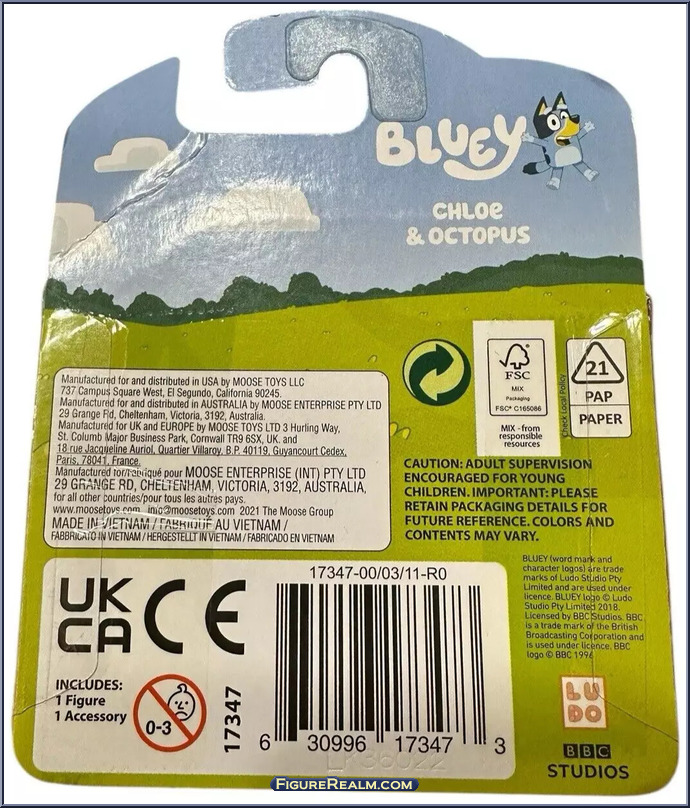 BLUEY
CHLOE
& OCTOPUS
Manufactured for and distributed in USA by MOOSE TOYS LLC
737 Campus Square West, El Segundo, California 90245.
Manufactured for and distributed in AUSTRALIA by MOOSE ENTERPRISE PTY LTD
29 Grange Rd, Cheltenham, Victoria, 3192, Australia.
Manufactured for UK and EUROPE by MOOSE TOYS LTD 3 Hurling Way,
St. Columb Major Business Park, Cornwall TR9 6SX, UK. and
18 rue Jacqueline Auriol, Quartier Villaroy, B.P. 40119, Guyancourt Cedex,
Paris, 78041, France.
Manufactured for/Fabriqué pour MOOSE ENTERPRISE (INT) PTY LTD
29 GRANGE RD, CHELTENHAM, VICTORIA, 3192, AUSTRALIA,
for all other countries/pour tous les autres pays.
www.moosetoys.com info@moosetoys.com 2021 The Moose Group
MADE IN VIETNAM / FABRIQUÉ AU VIETNAM /
FABBRICATO IN VIETNAM / HERGESTELLT IN VIETNAM / FABRICADO EN VIETNAM
FSC
MIX
Packaging
FSC® C165086
MIX - from
responsible
resources
Check Local Policy
21
PAP
PAPER
CAUTION: ADULT SUPERVISION
ENCOURAGED FOR YOUNG
CHILDREN. IMPORTANT: PLEASE
RETAIN PACKAGING DETAILS FOR
FUTURE REFERENCE. COLORS AND
CONTENTS MAY VARY.
BLUEY (word mark and
character logos) are trade
marks of Ludo Studio Pty
Limited and are used under
licence. BLUEY logo © Ludo
Studio Pty Limited 2018.
Licensed by BBC Studios. BBC
is a trade mark of the British
Broadcasting Corporation and
is used under licence. BBC
logo © BBC 1996
UK
CA
CE
INCLUDES:
1 Figure
1 Accessory
0-3
17347
17347-00/03/11-R0
6 30996 17347 3
LUDO
BBC
STUDIOS
FIGUREREALM.COM